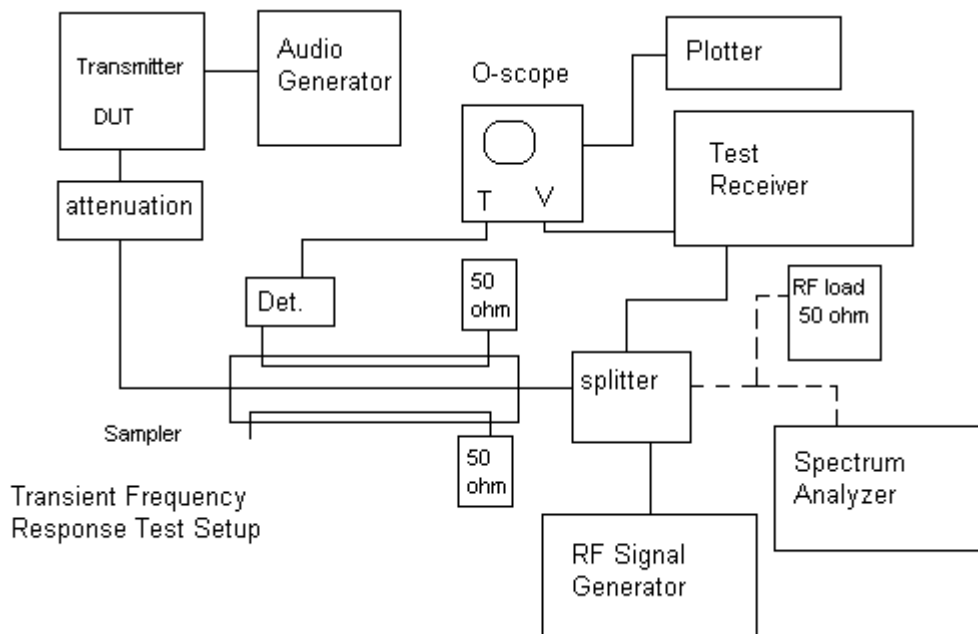 Transmitter
DUT
Audio
Generator
O-scope
Plotter
attenuation
T V
Test
Receiver
Det.
50
ohm
RF load
50 ohm
splitter
Sampler
50
ohm
Spectrum
Analyzer
Transient Frequency
Response Test Setup
RF Signal
Generator